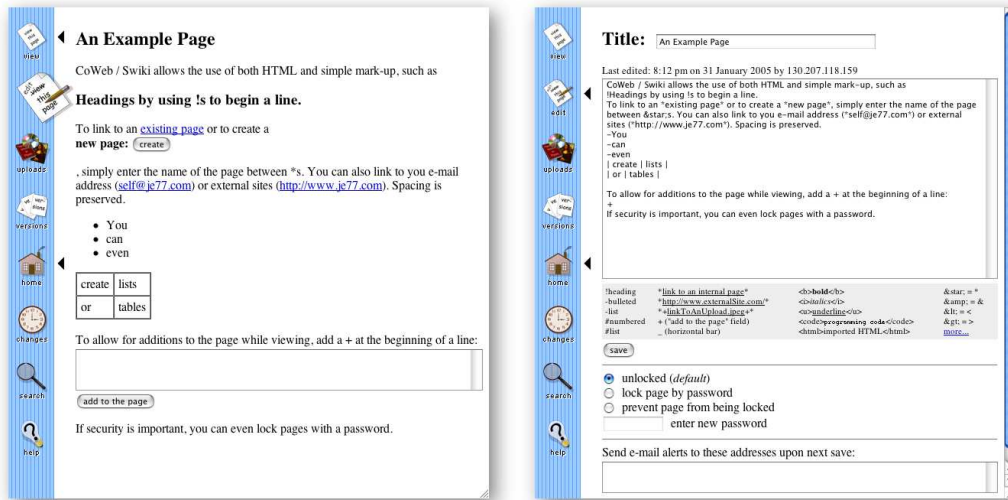 view
edit
view
this
page
uploads
versions
home
changes
search
help
An Example Page
CoWeb / Swiki allows the use of both HTML and simple mark-up, such as
Headings by using !s to begin a line.
To link to an existing page or to create a
new page: create
, simply enter the name of the page between *s. You can also link to you e-mail
address (self@je77.com) or external sites (http://www.je77.com). Spacing is
preserved.
• You
• can
• even
create lists
or tables
To allow for additions to the page while viewing, add a + at the beginning of a line:
add to the page
If security is important, you can even lock pages with a password.
view
edit
uploads
versions
home
changes
search
help
Title: An Example Page
Last edited: 8:12 pm on 31 January 2005 by 130.207.118.159
CoWeb / Swiki allows the use of both HTML and simple mark-up, such as
!Headings by using !s to begin a line.
To link to an *existing page* or to create a *new page*, simply enter the name of the page
between &star;s. You can also link to you e-mail address (*self@je77.com*) or external
sites (*http://www.je77.com*). Spacing is preserved.
-You
-can
-even
| create | lists |
| or | tables |
To allow for additions to the page while viewing, add a + at the beginning of a line:
+
If security is important, you can even lock pages with a password.
!heading *link to an internal page* <b>bold</b> &star; = *
-bulleted *http://www.externalSite.com/* <i>italics</i> &amp; = &
-list *+linkToAnUpload.jpeg+* <u>underline</u> &lt; = <
#numbered + ("add to the page" field) <code>programming code</code> &gt; = >
#list _ (horizontal bar) <html>imported HTML</html> more...
save
unlocked (default)
lock page by password
prevent page from being locked
enter new password
Send e-mail alerts to these addresses upon next save: